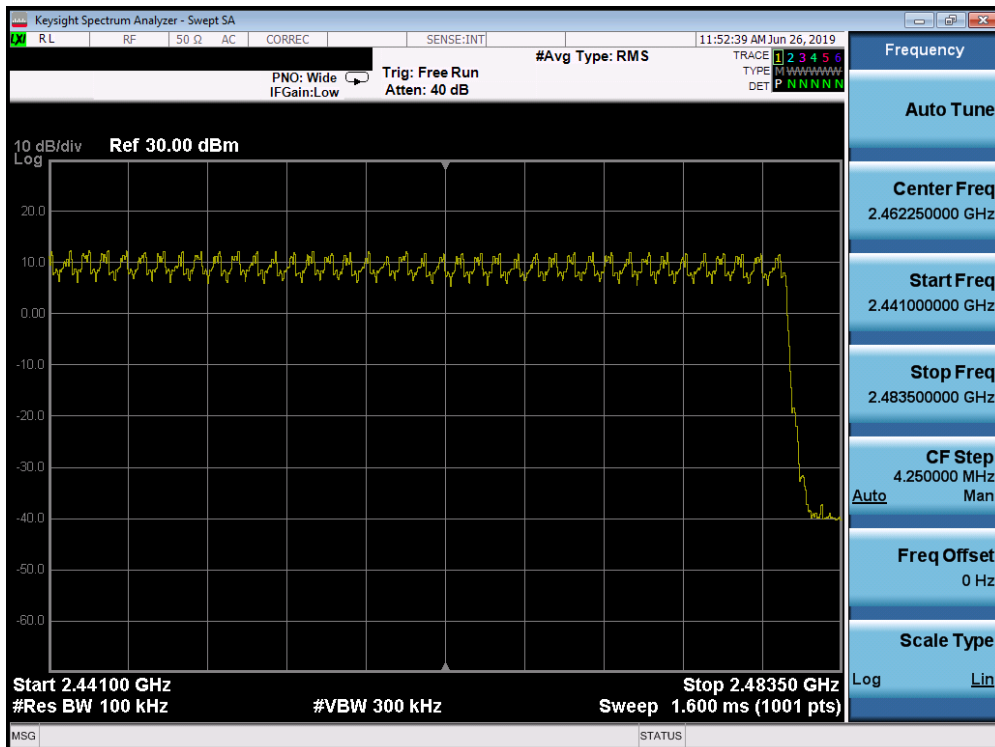 Keysight Spectrum Analyzer - Swept SA
LXI RL RF 50 Ω AC CORREC SENSE:INT 11:52:39 AM Jun 26, 2019
#Avg Type: RMS
TRACE 1 2 3 4 5 6
TYPE M W W W W W
DET P N N N N N
PNO: Wide
IFGain:Low
Trig: Free Run
Atten: 40 dB
10 dB/div
Log
Ref 30.00 dBm
20.0
10.0
0.00
-10.0
-20.0
-30.0
-40.0
-50.0
-60.0
Start 2.44100 GHz
Stop 2.48350 GHz
#Res BW 100 kHz
#VBW 300 kHz
Sweep 1.600 ms (1001 pts)
MSG
STATUS
Frequency
Auto Tune
Center Freq
2.462250000 GHz
Start Freq
2.441000000 GHz
Stop Freq
2.483500000 GHz
CF Step
4.250000 MHz
Auto Man
Freq Offset
0 Hz
Scale Type
Log Lin